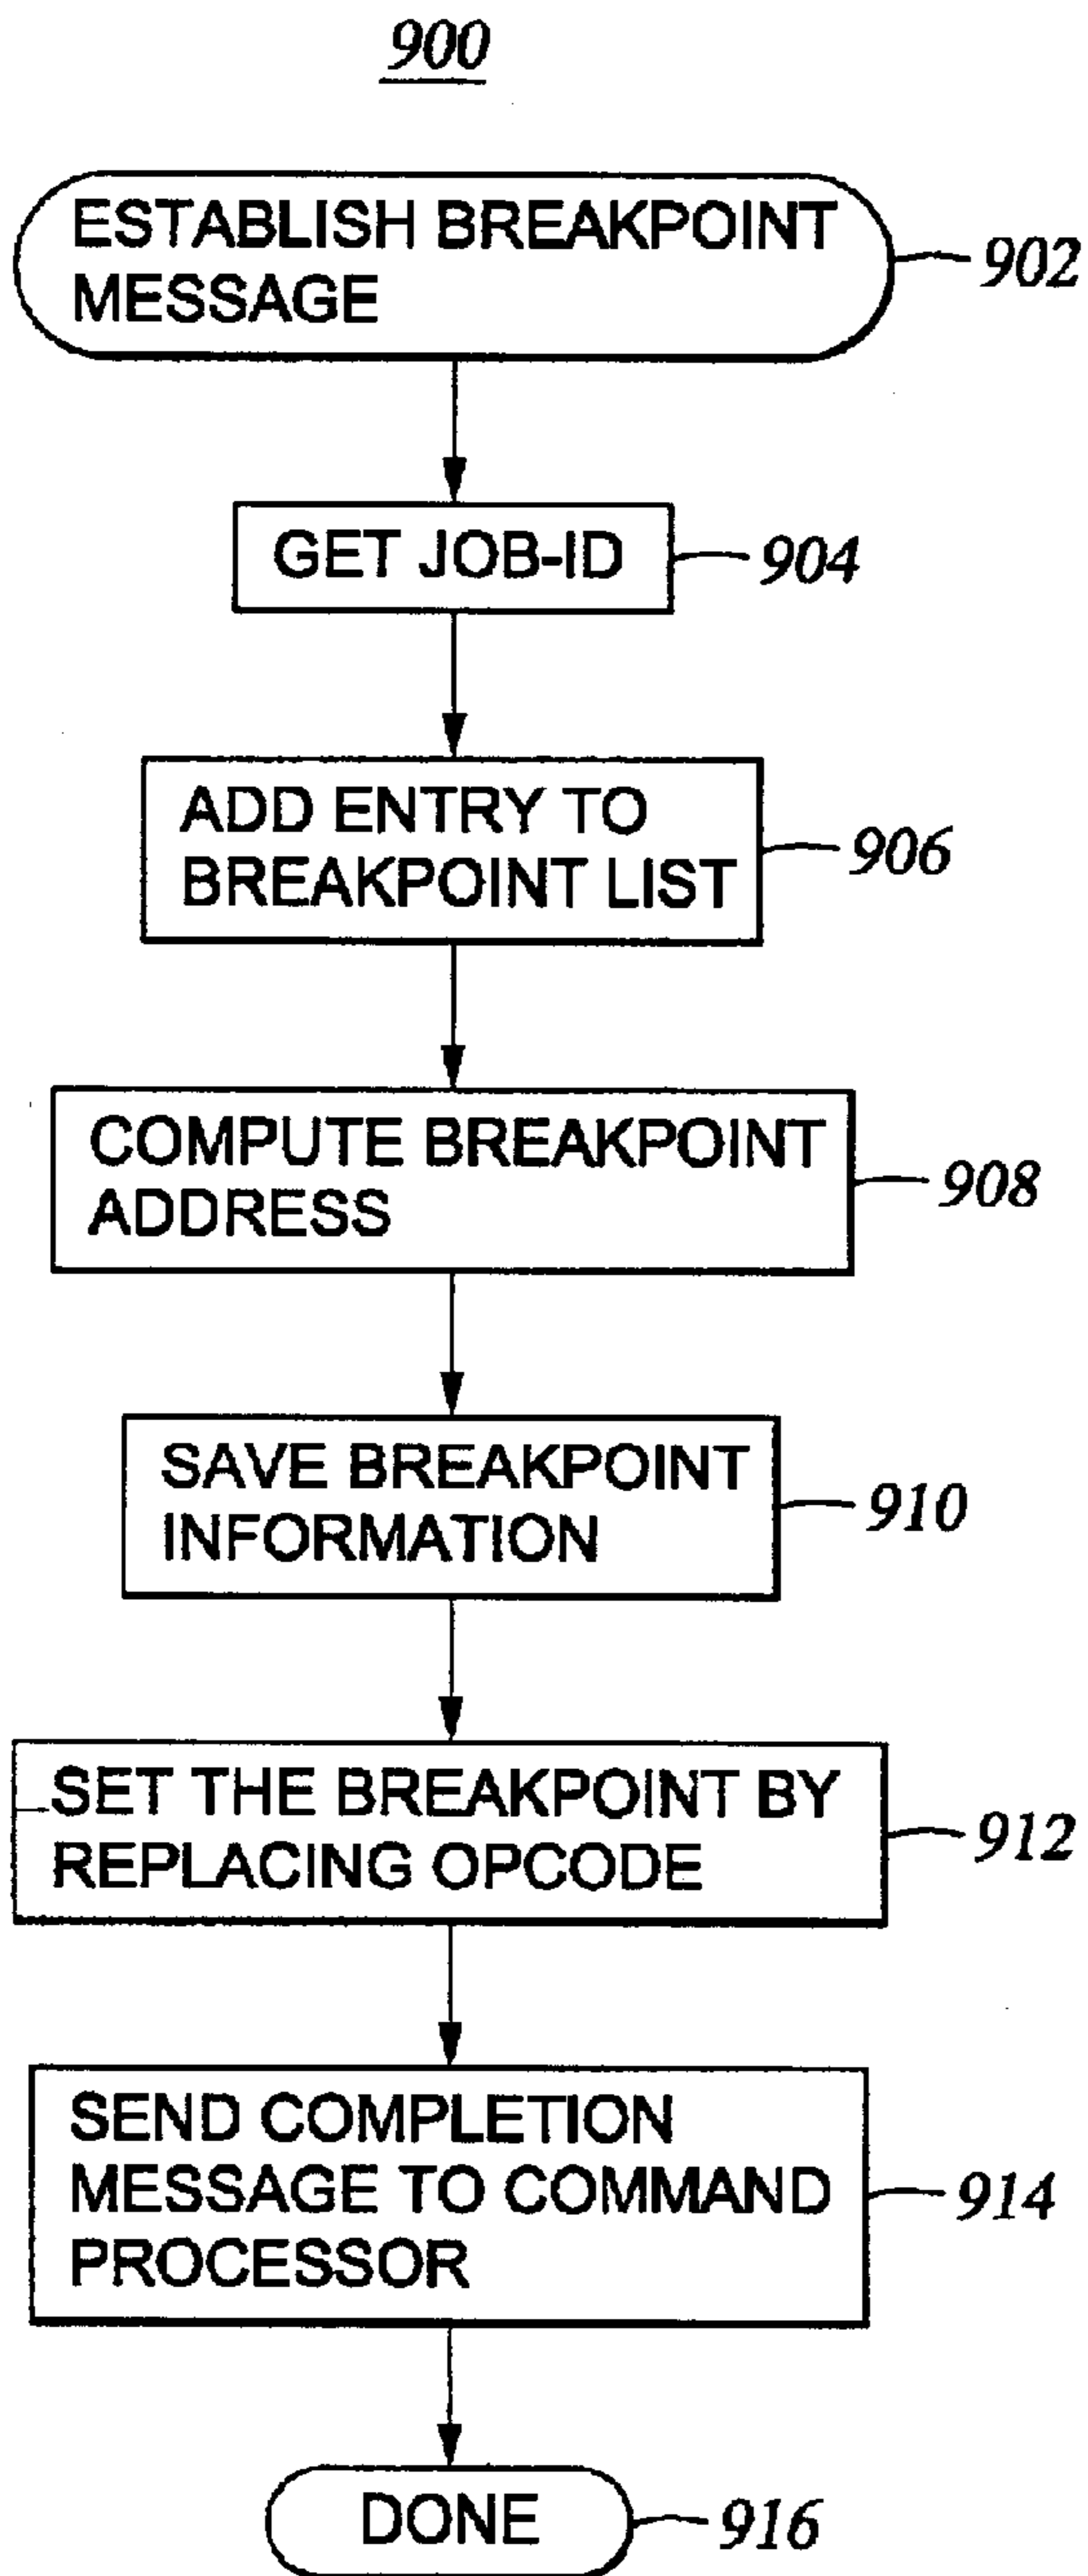 900
ESTABLISH BREAKPOINT
MESSAGE
902
GET JOB-ID
904
ADD ENTRY TO
BREAKPOINT LIST
906
COMPUTE BREAKPOINT
ADDRESS
908
SAVE BREAKPOINT
INFORMATION
910
SET THE BREAKPOINT BY
REPLACING OPCODE
912
SEND COMPLETION
MESSAGE TO COMMAND
PROCESSOR
914
DONE
916